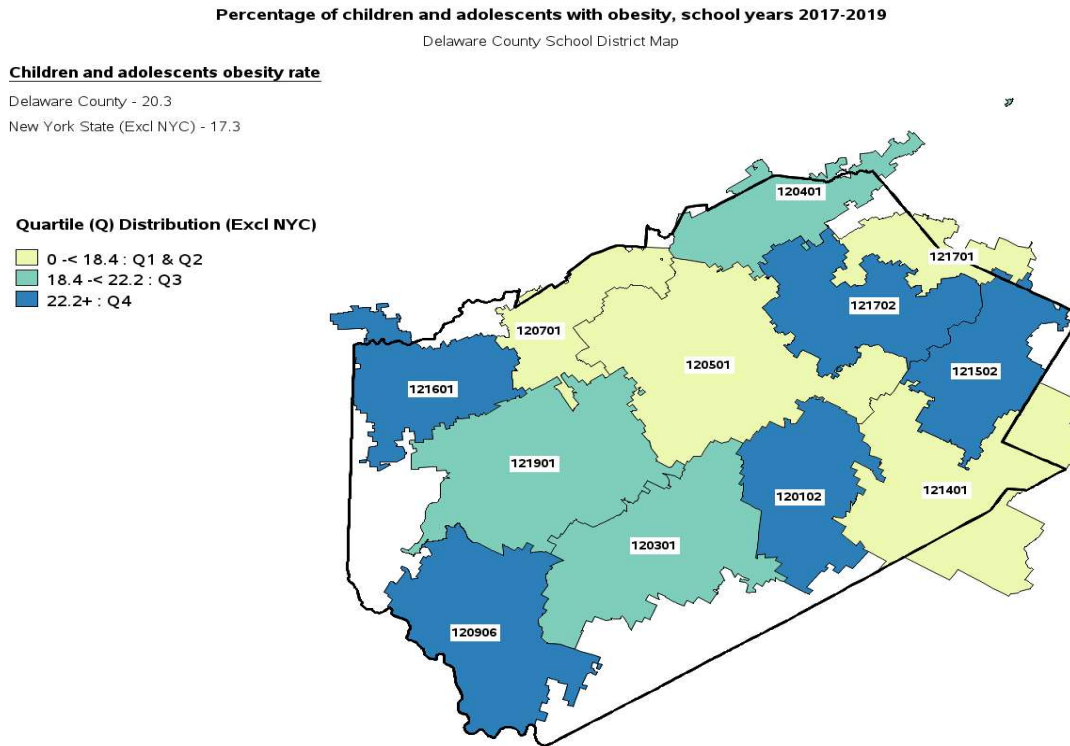 Percentage of children and adolescents with obesity, school years 2017-2019
Delaware County School District Map
Children and adolescents obesity rate
Delaware County - 20.3
New York State (Excl NYC) - 17.3
Quartile (Q) Distribution (Excl NYC)
0 -< 18.4 : Q1 & Q2
18.4 -< 22.2 : Q3
22.2+ : Q4
120401
121701
121702
120701
120501
121502
121601
121901
121401
120102
120301
120906